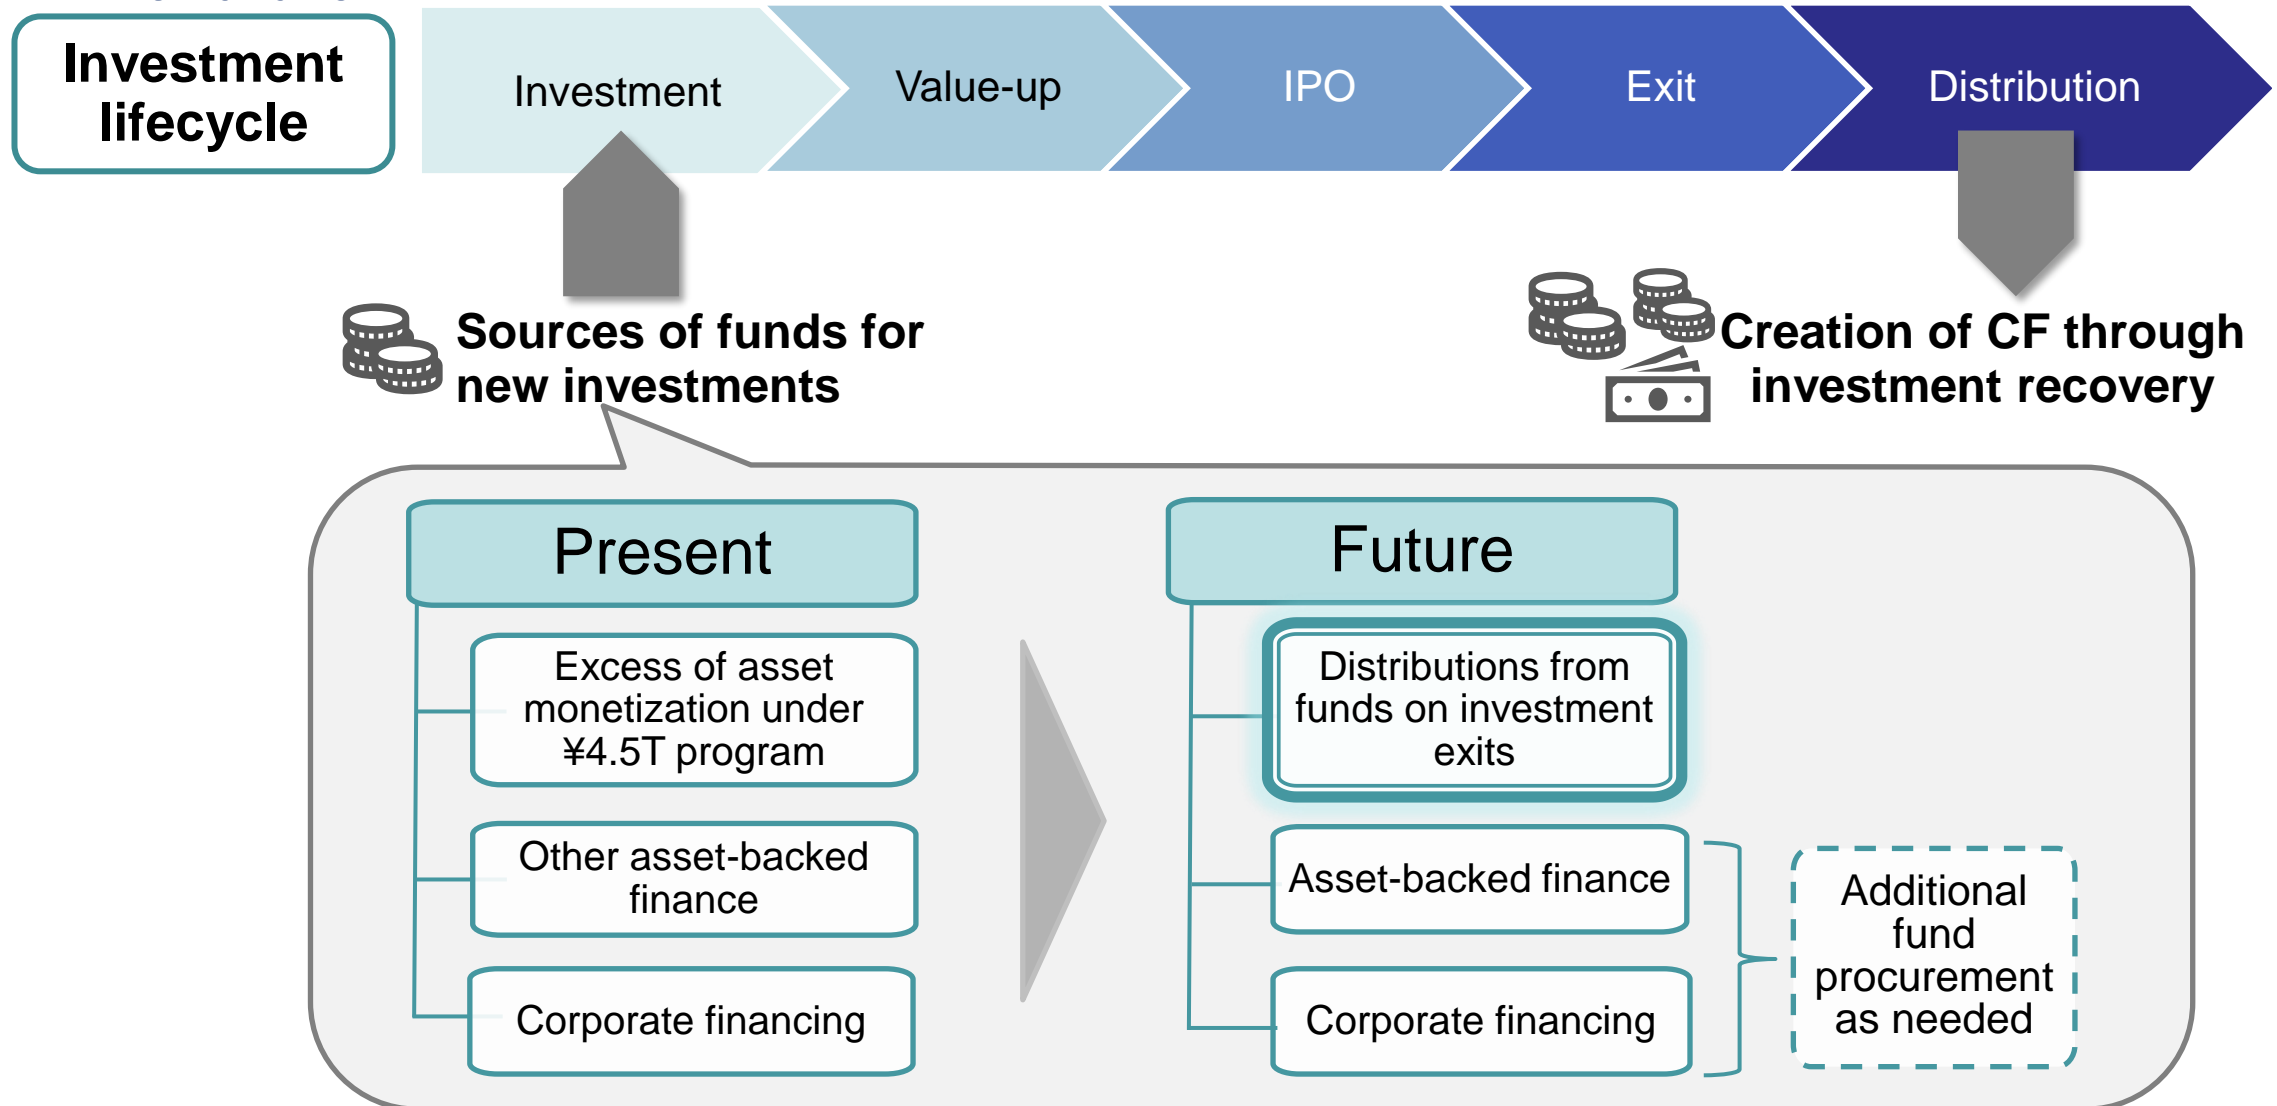 Investment
lifecycle
Investment
Value-up
IPO
Exit
Distribution
Sources of funds for
new investments
Creation of CF through
investment recovery
Present
Excess of asset
monetization under
¥4.5T program
Other asset-backed
finance
Corporate financing
Future
Distributions from
funds on investment
exits
Asset-backed finance
Corporate financing
Additional
fund
procurement
as needed